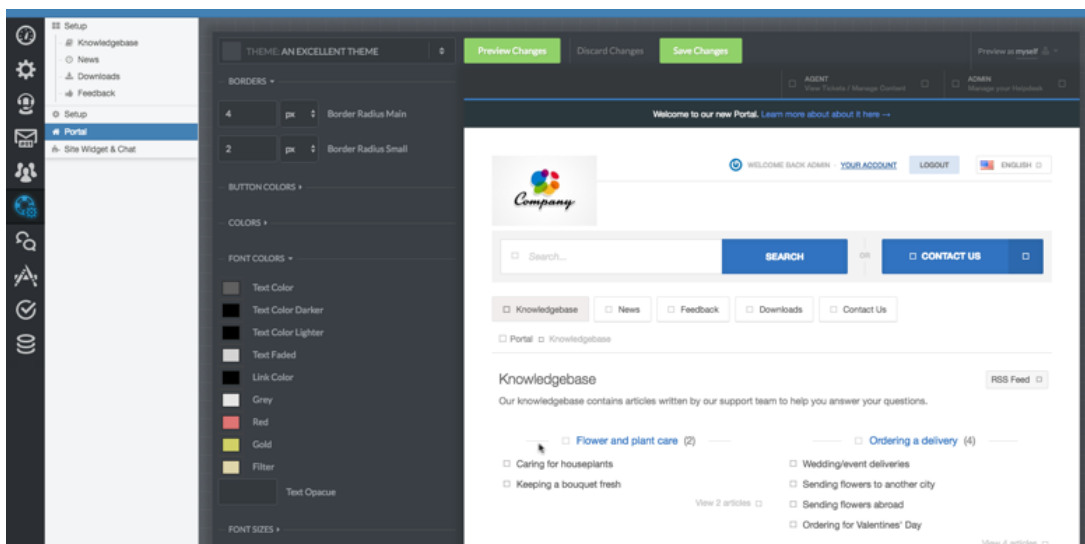 Setup
Knowledgebase
News
Downloads
Feedback
Setup
Portal
Site Widget & Chat
THEME: AN EXCELLENT THEME
BORDERS
4 px Border Radius Main
2 px Border Radius Small
BUTTON COLORS
COLORS
FONT COLORS
Text Color
Text Color Darker
Text Color Lighter
Text Faded
Link Color
Grey
Red
Gold
Filter
Text Opacue
FONT SIZES
Preview Changes Discard Changes Save Changes Preview as myself
AGENT
View Tickets / Manage Content
ADMIN
Manage your Helpdesk
Welcome to our new Portal. Learn more about about it here →
Company
WELCOME BACK ADMIN - YOUR ACCOUNT LOGOUT ENGLISH
Search... SEARCH OR CONTACT US
Knowledgebase News Feedback Downloads Contact Us
Portal Knowledgebase
Knowledgebase RSS Feed
Our knowledgebase contains articles written by our support team to help you answer your questions.
Flower and plant care (2)
Caring for houseplants
Keeping a bouquet fresh
View 2 articles
Ordering a delivery (4)
Wedding/event deliveries
Sending flowers to another city
Sending flowers abroad
Ordering for Valentines' Day
View 4 articles